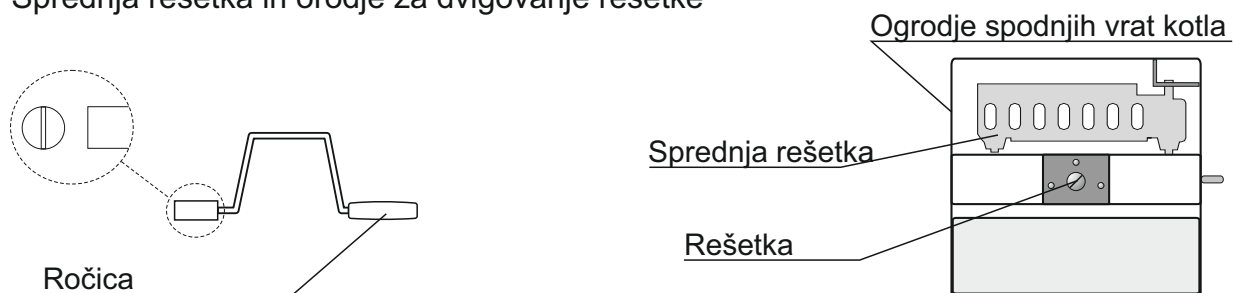 Sprednja rešetka in orodje za dvigovanje rešetke
Ogrodje spodnjih vrat kotla
Sprednja rešetka
Rešetka
Ročica